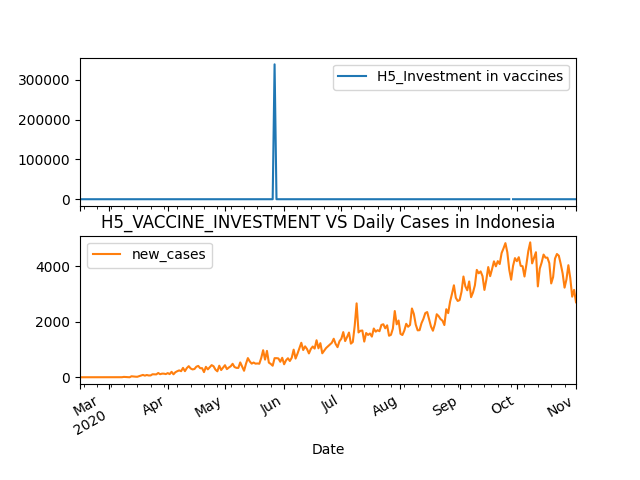 300000
200000
100000
0
H5_Investment in vaccines
H5_VACCINE_INVESTMENT VS Daily Cases in Indonesia
4000
2000
0
new_cases
Mar
2020
Apr
May
Jun
Jul
Aug
Sep
Oct
Nov
Date